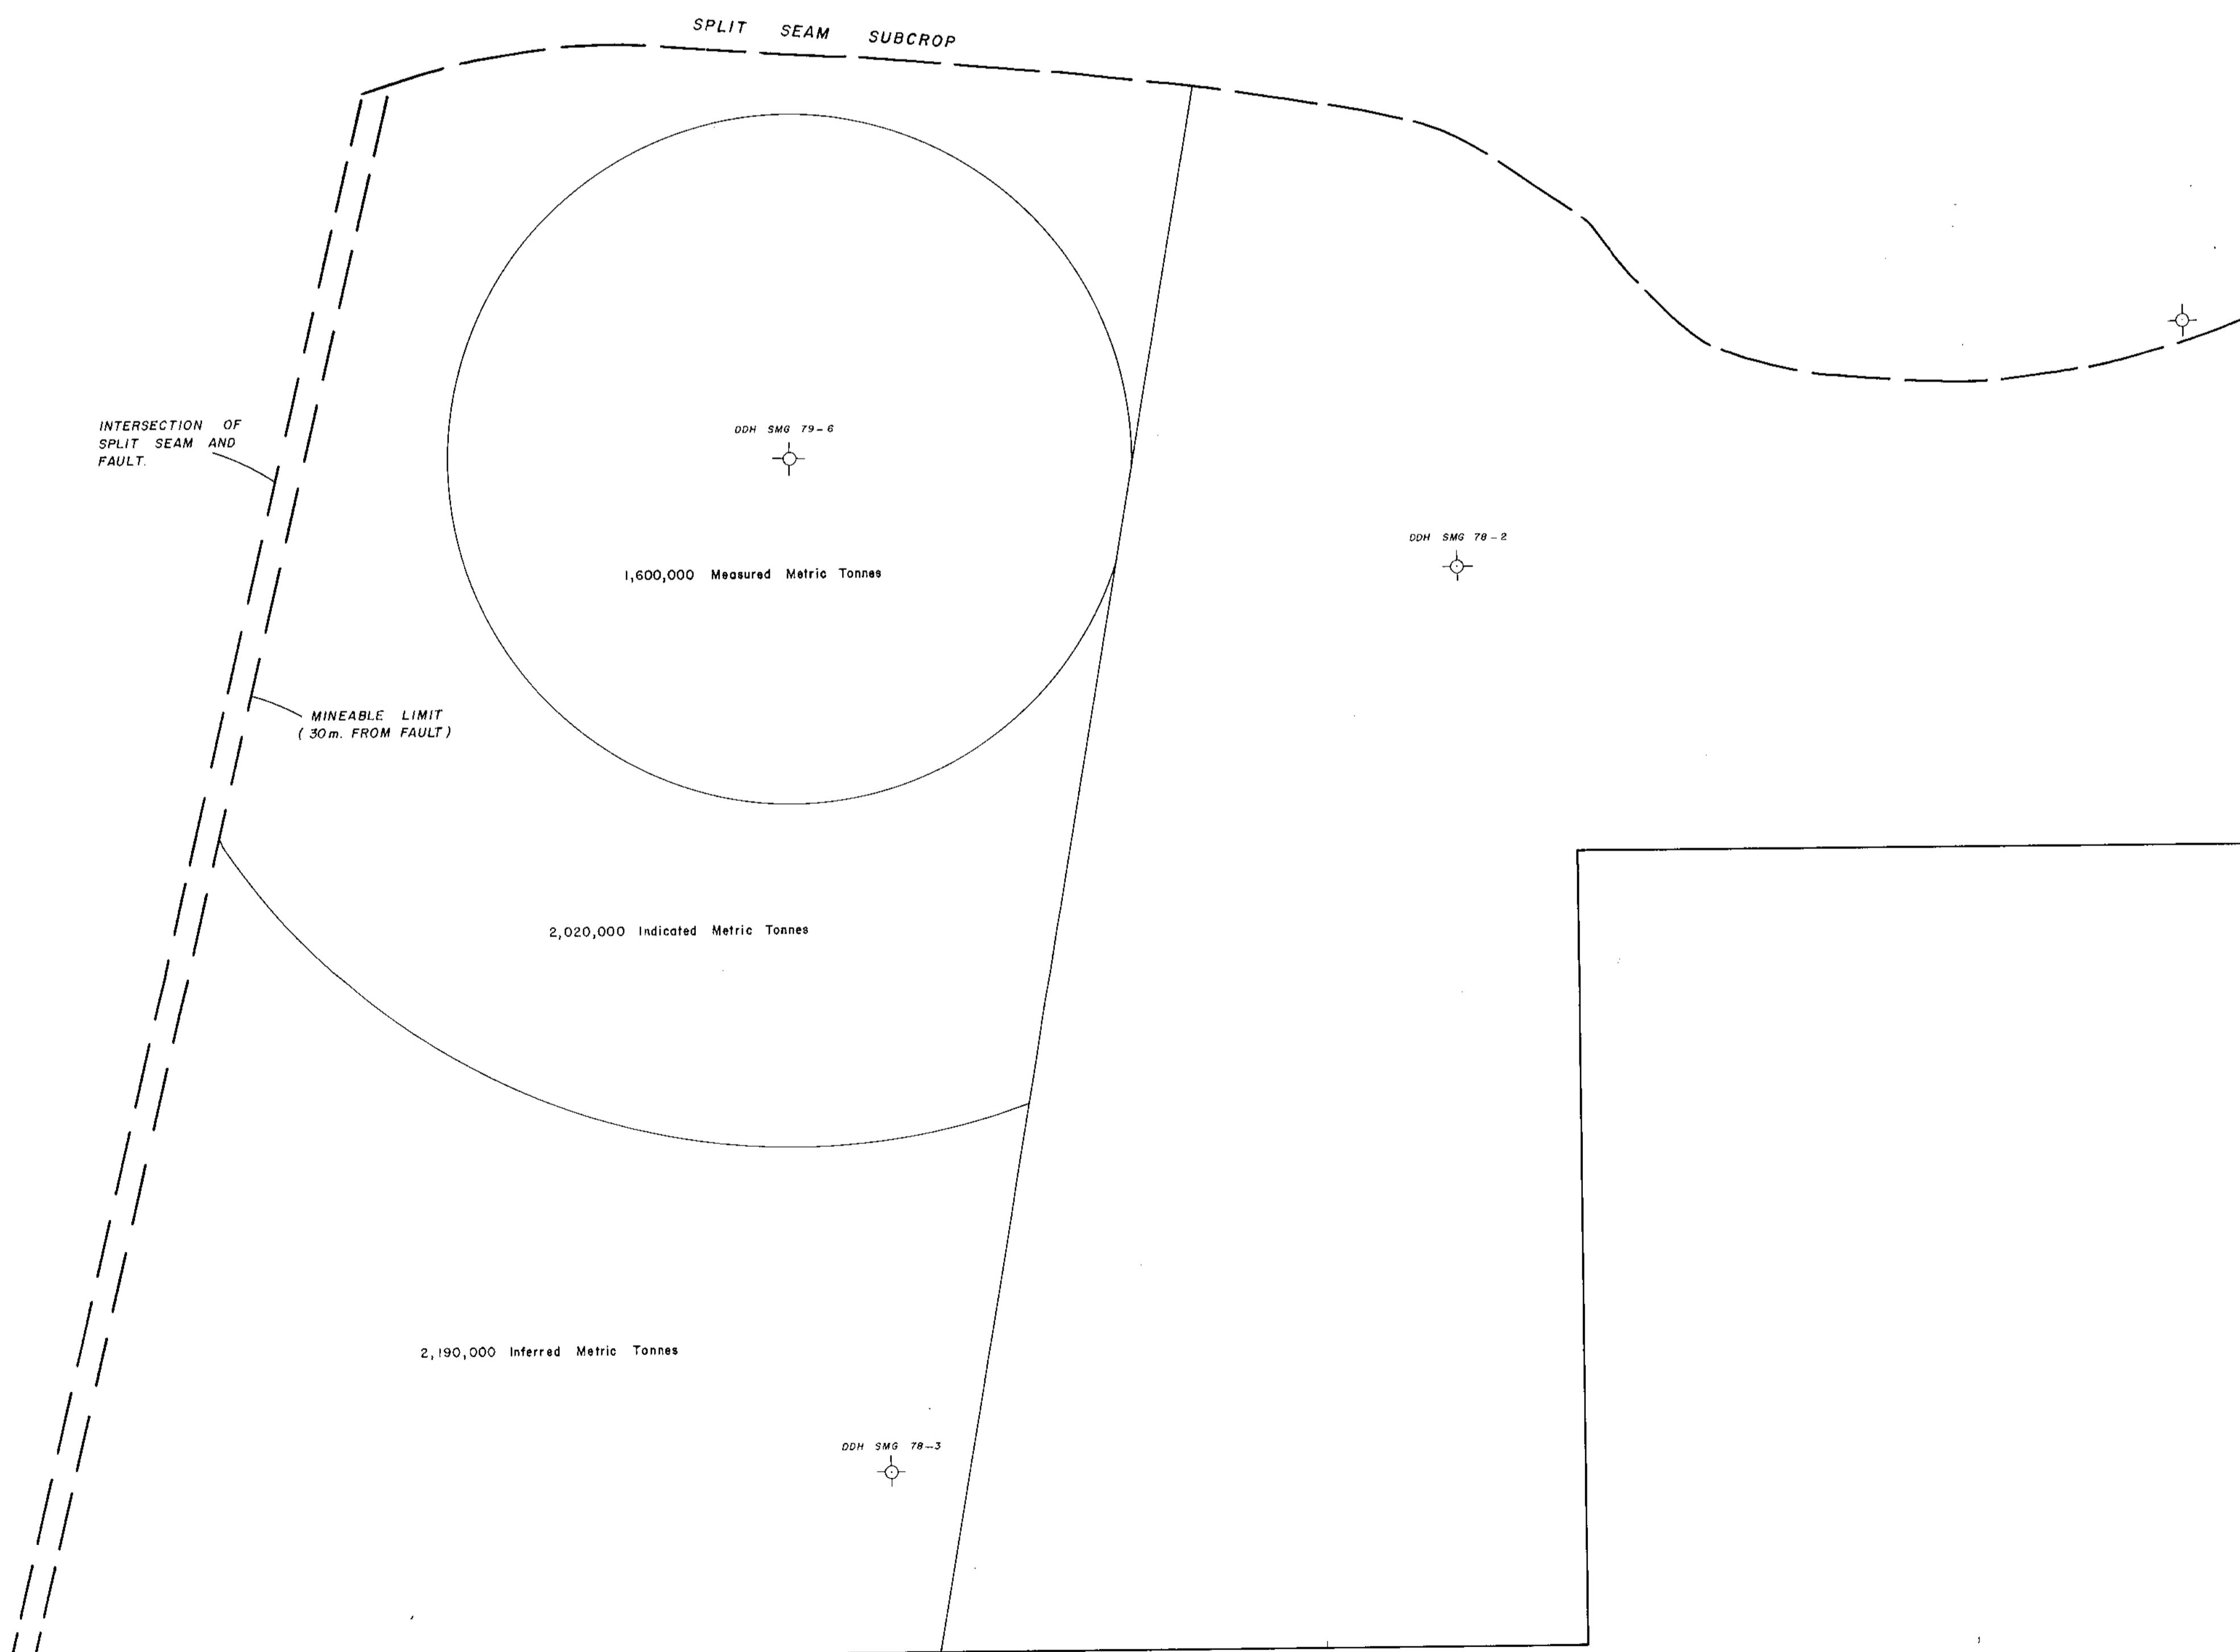 SPLIT SEAM SUBCROP
INTERSECTION OF
SPLIT SEAM AND
FAULT.
DDH SMG 79-6
DDH SMG 78-2
1,600,000 Measured Metric Tonnes
MINEABLE LIMIT
(30m. FROM FAULT)
2,020,000 Indicated Metric Tonnes
2,190,000 Inferred Metric Tonnes
DDH SMG 78-3